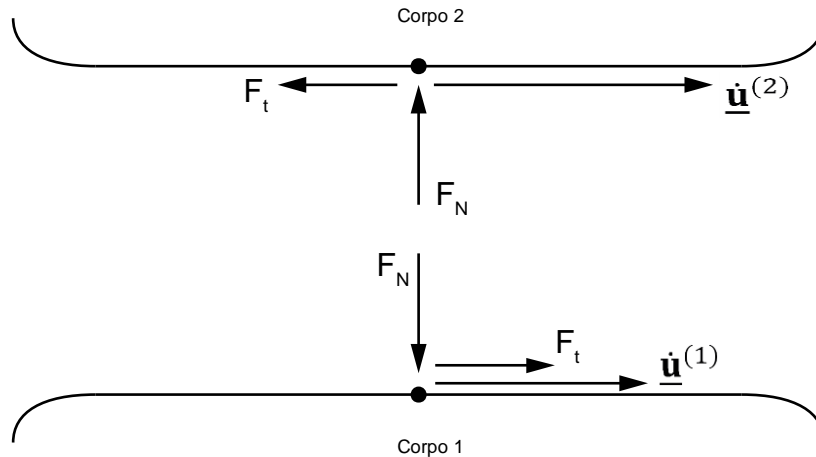 Corpo 2
F_t
u̲̇^(2)
F_N
F_N
F_t
u̲̇^(1)
Corpo 1